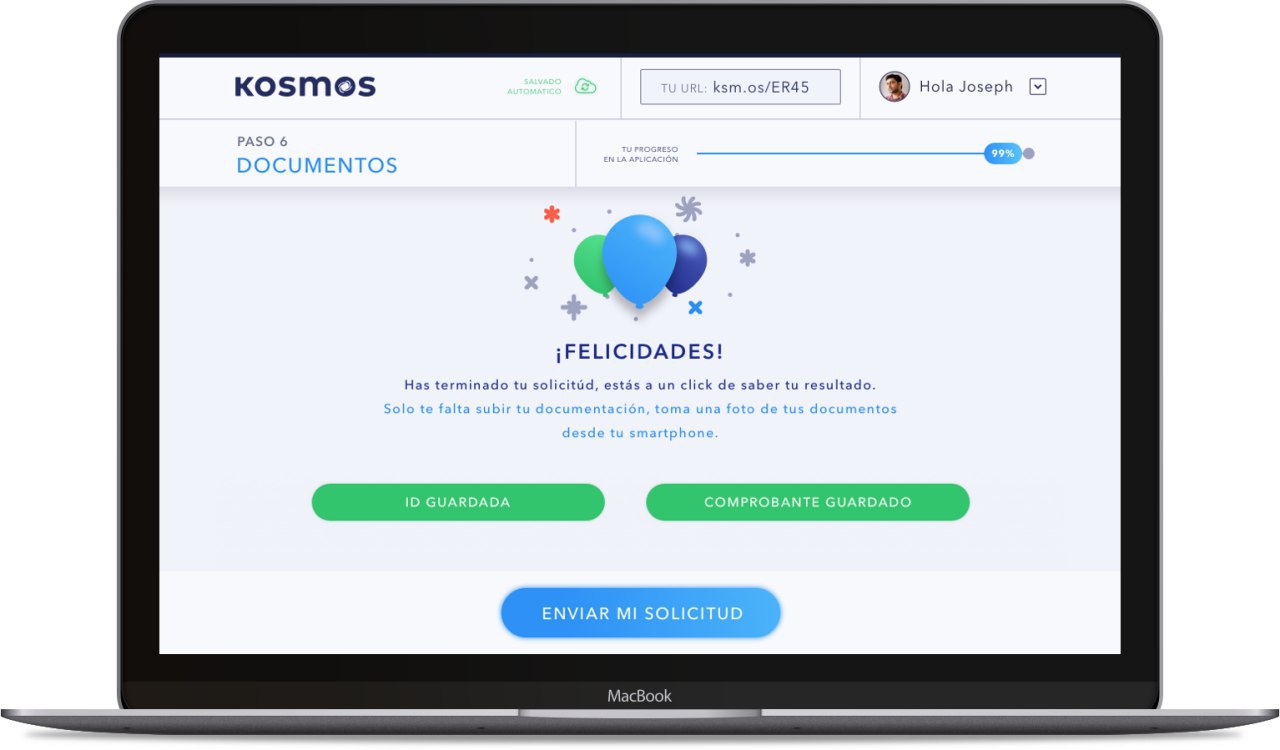 KOSMOS
SALVADO
AUTOMATICO
TU URL: ksm.os/ER45
Hola Joseph
PASO 6
DOCUMENTOS
TU PROGRESO
EN LA APLICACIÓN
99%
¡FELICIDADES!
Has terminado tu solicitúd, estás a un click de saber tu resultado.
Solo te falta subir tu documentación, toma una foto de tus documentos
desde tu smartphone.
ID GUARDADA
COMPROBANTE GUARDADO
ENVIAR MI SOLICITUD
MacBook